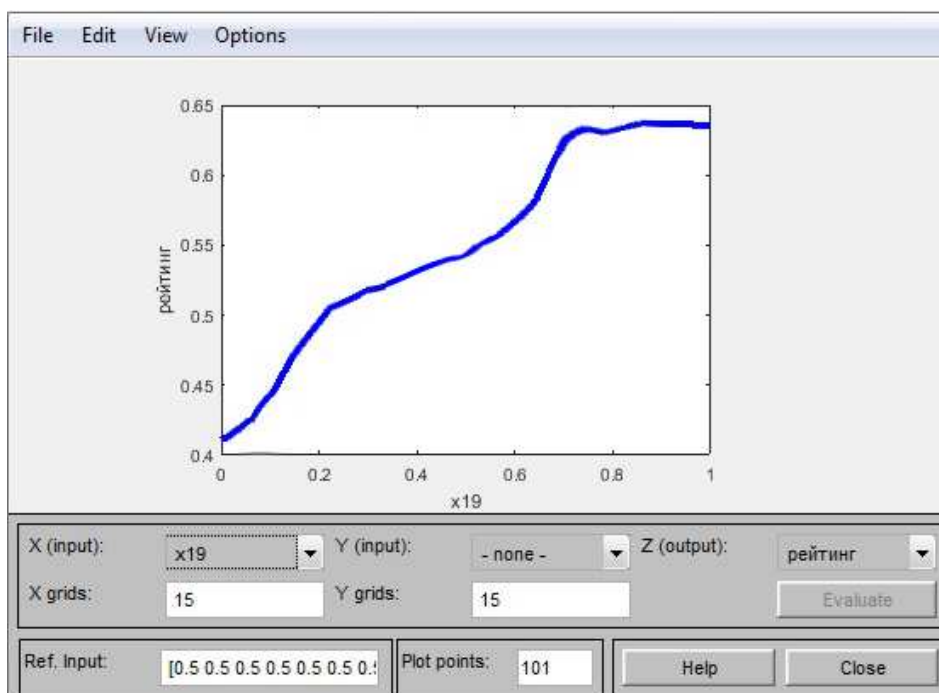 File Edit View Options
0.65
0.6
0.55
0.5
0.45
0.4
рейтинг
0 0.2 0.4 0.6 0.8 1
x19
X (input): x19 Y (input): - none - Z (output): рейтинг
X grids: 15 Y grids: 15 Evaluate
Ref. Input: [0.5 0.5 0.5 0.5 0.5 0.5 0.5 Plot points: 101 Help Close